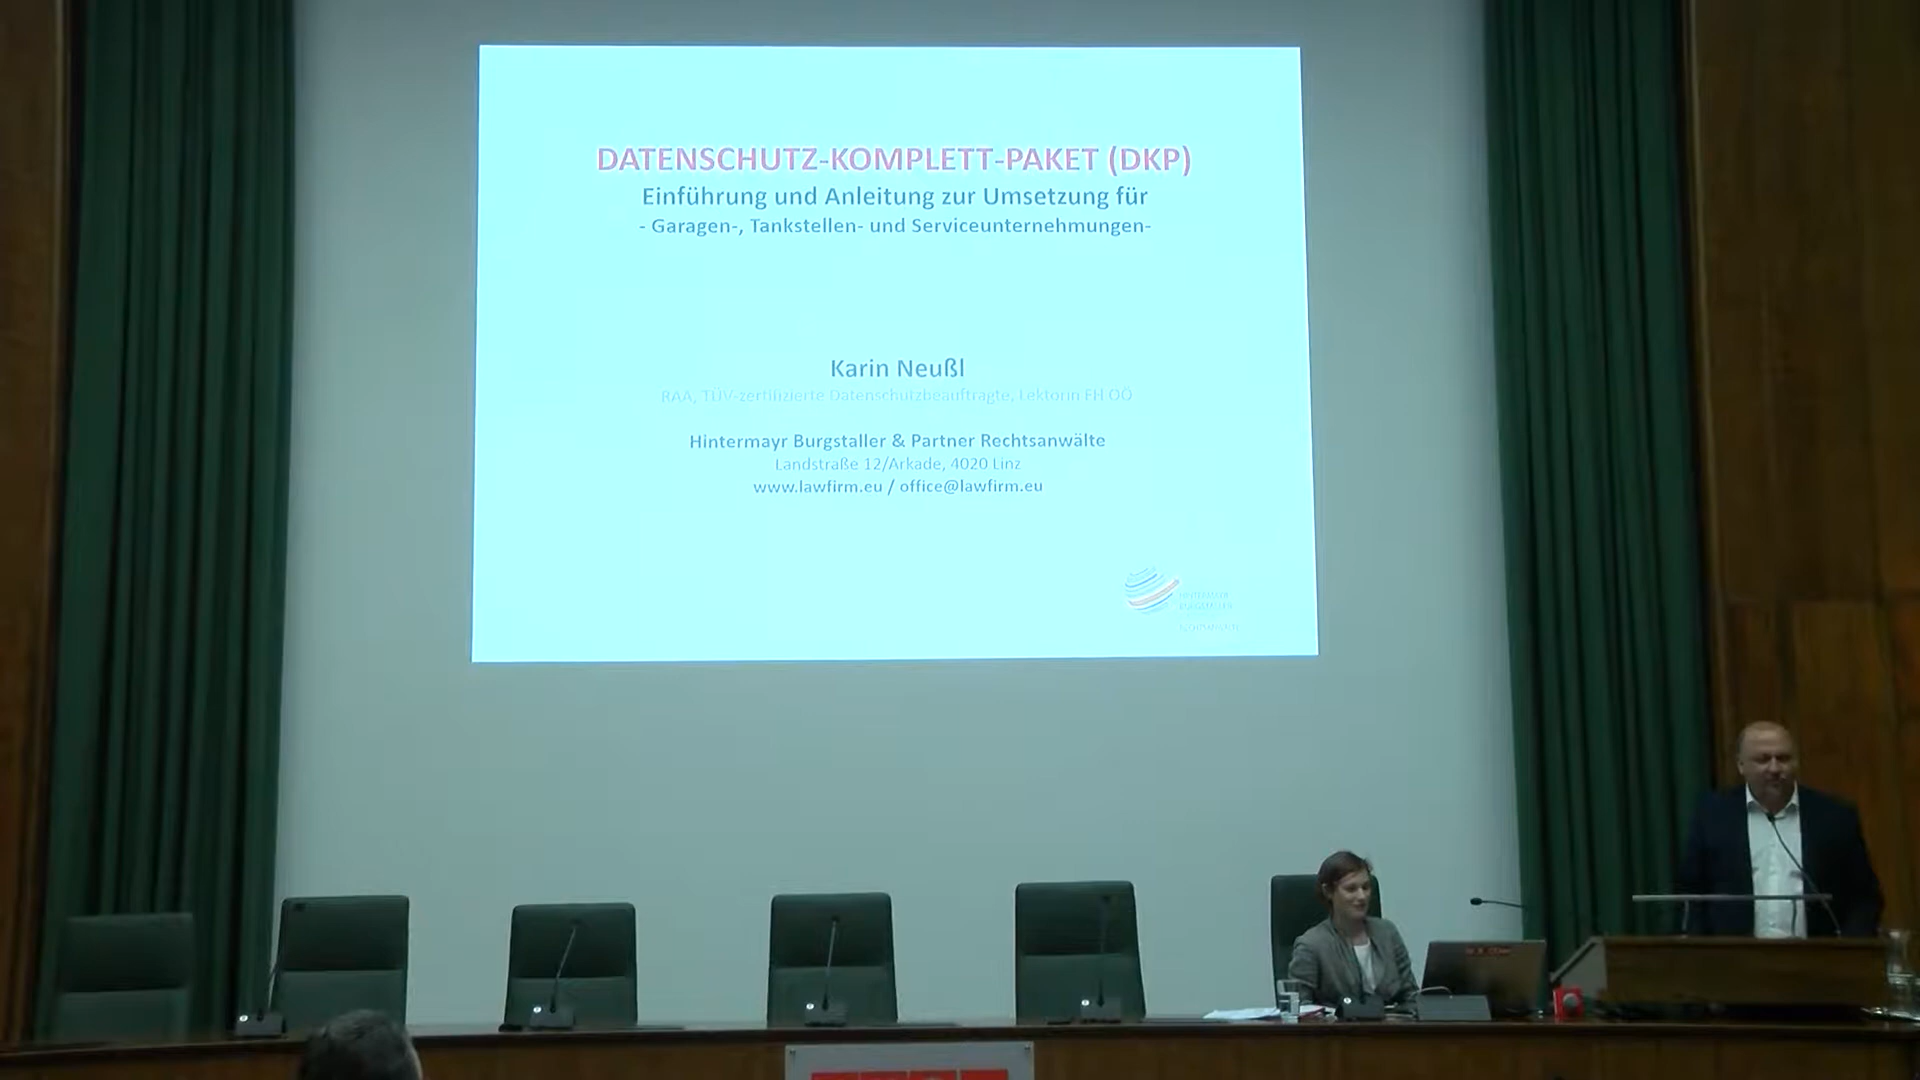 DATENSCHUTZ-KOMPLETT-PAKET (DKP)
Einführung und Anleitung zur Umsetzung für
- Garagen-, Tankstellen- und Serviceunternehmungen-
Karin Neußl
RAA, TÜV-zertifizierte Datenschutzbeauftragte, Lektorin FH OÖ
Hintermayr Burgstaller & Partner Rechtsanwälte
Landstraße 12/Arkade, 4020 Linz
www.lawfirm.eu / office@lawfirm.eu